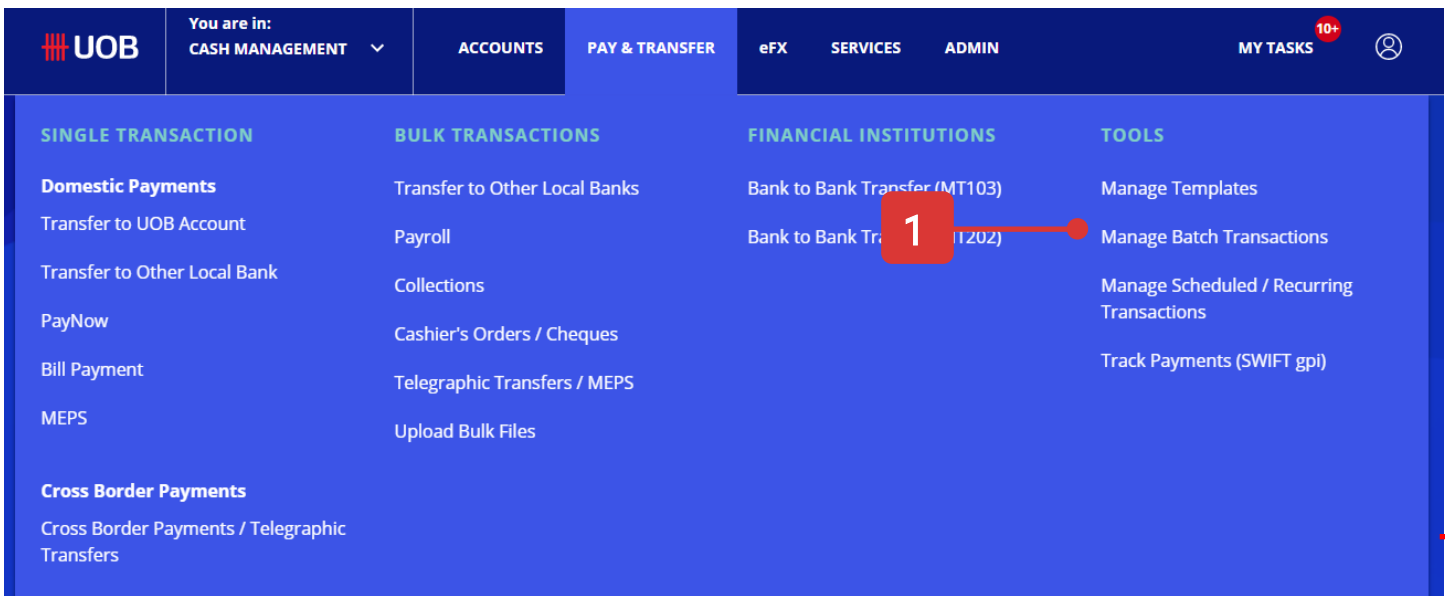 UOB
You are in:
CASH MANAGEMENT
ACCOUNTS
PAY & TRANSFER
eFX
SERVICES
ADMIN
MY TASKS
10+
SINGLE TRANSACTION
Domestic Payments
Transfer to UOB Account
Transfer to Other Local Bank
PayNow
Bill Payment
MEPS
Cross Border Payments
Cross Border Payments / Telegraphic
Transfers
BULK TRANSACTIONS
Transfer to Other Local Banks
Payroll
Collections
Cashier's Orders / Cheques
Telegraphic Transfers / MEPS
Upload Bulk Files
FINANCIAL INSTITUTIONS
Bank to Bank Transfer (MT103)
Bank to Bank
1
TOOLS
Manage Templates
Manage Batch Transactions
Manage Scheduled / Recurring
Transactions
Track Payments (SWIFT gpi)